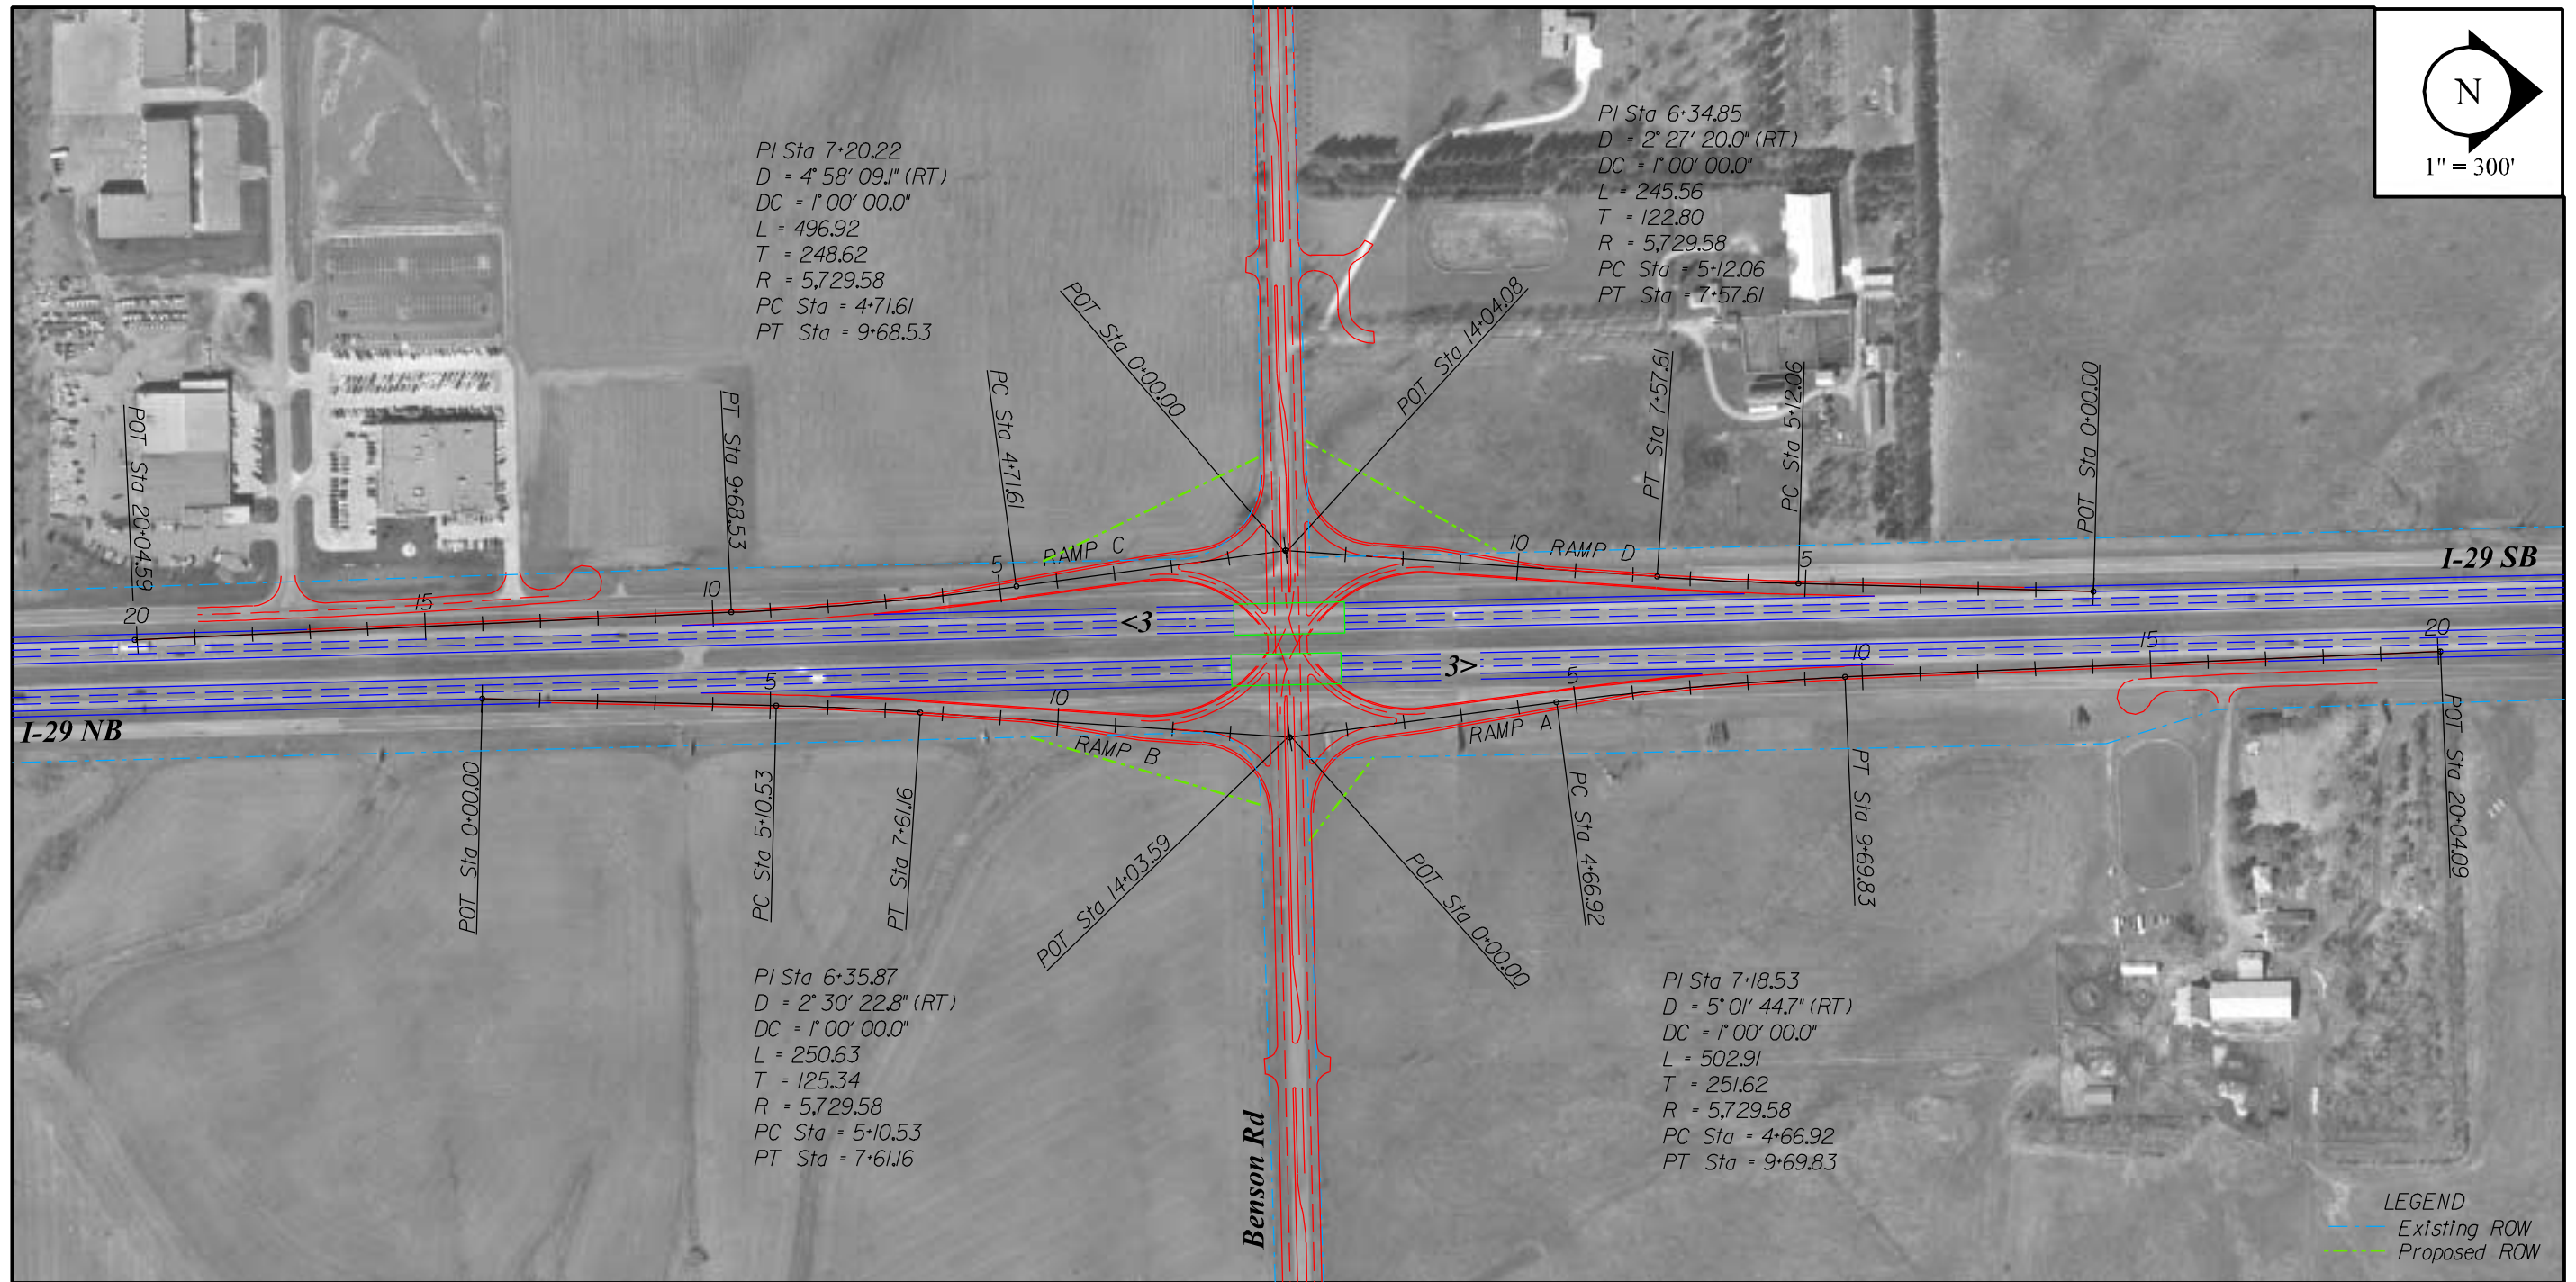 N
1" = 300'
PI Sta 7+20.22
D = 4° 58' 09.1" (RT)
DC = 1° 00' 00.0"
L = 496.92
T = 248.62
R = 5,729.58
PC Sta = 4+71.61
PT Sta = 9+68.53
PI Sta 6+34.85
D = 2° 27' 20.0" (RT)
DC = 1° 00' 00.0"
L = 245.56
T = 122.80
R = 5,729.58
PC Sta = 5+12.06
PT Sta = 7+57.61
POT Sta 20+04.59
PT Sta 9+68.53
PC Sta 4+71.61
POT Sta 0+00.00
POT Sta 14+04.08
PT Sta 7+57.61
PC Sta 5+12.06
POT Sta 0+00.00
RAMP C
RAMP D
I-29 SB
20
15
10
5
10
5
<3
3>
5
10
5
10
15
20
I-29 NB
RAMP B
RAMP A
POT Sta 0+00.00
PC Sta 5+10.53
PT Sta 7+61.16
POT Sta 14+03.59
POT Sta 0+00.00
PC Sta 4+66.92
PT Sta 9+69.83
POT Sta 20+04.09
PI Sta 6+35.87
D = 2° 30' 22.8" (RT)
DC = 1° 00' 00.0"
L = 250.63
T = 125.34
R = 5,729.58
PC Sta = 5+10.53
PT Sta = 7+61.16
PI Sta 7+18.53
D = 5° 01' 44.7" (RT)
DC = 1° 00' 00.0"
L = 502.91
T = 251.62
R = 5,729.58
PC Sta = 4+66.92
PT Sta = 9+69.83
Benson Rd
LEGEND
Existing ROW
Proposed ROW